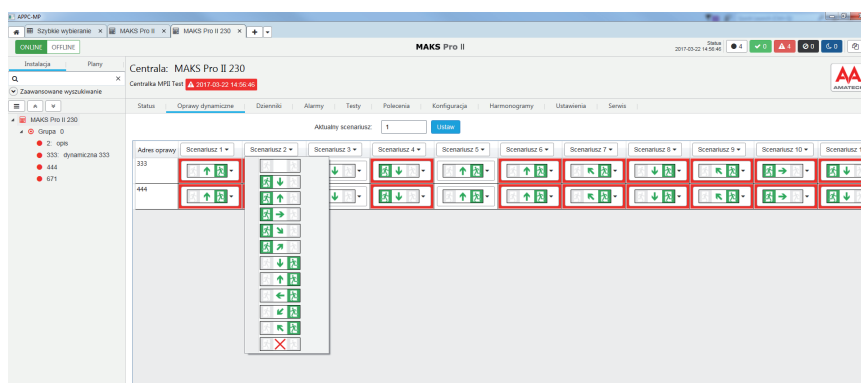 APPC-MP
Szybkie wybieranie × MAKS Pro II × MAKS Pro II 230 ×
ONLINE OFFLINE MAKS Pro II Status
2017-03-22 14:56:46 4 0 4 0 0
Instalacja Plany
Centrala: MAKS Pro II 230
Centralka MPII Test 2017-03-22 14:56:46
Zaawansowane wyszukiwanie
AA
AMATECH
Status Oprawy dynamiczne Dzienniki Alarmy Testy Polecenia Konfiguracja Harmonogramy Ustawienia Serwis
MAKS Pro II 230
Grupa 0
2: opis
333: dynamiczna 333
444
671
Aktualny scenariusz: 1 Ustaw
Adres oprawy Scenariusz 1 Scenariusz 2 Scenariusz 3 Scenariusz 4 Scenariusz 5 Scenariusz 6 Scenariusz 7 Scenariusz 8 Scenariusz 9 Scenariusz 10 Scenariusz 1
333
444